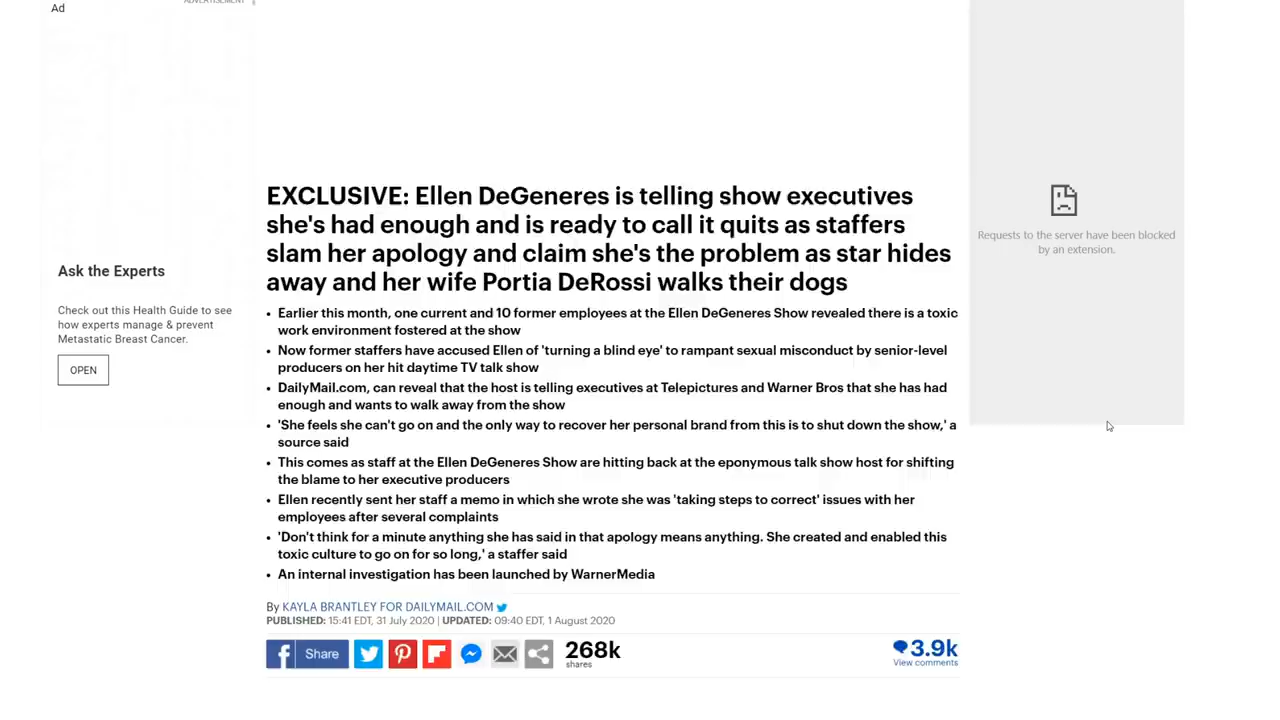 Ad
ADVERTISEMENT
EXCLUSIVE: Ellen DeGeneres is telling show executives
she's had enough and is ready to call it quits as staffers
slam her apology and claim she's the problem as star hides
away and her wife Portia DeRossi walks their dogs
• Earlier this month, one current and 10 former employees at the Ellen DeGeneres Show revealed there is a toxic
work environment fostered at the show
• Now former staffers have accused Ellen of 'turning a blind eye' to rampant sexual misconduct by senior-level
producers on her hit daytime TV talk show
• DailyMail.com, can reveal that the host is telling executives at Telepictures and Warner Bros that she has had
enough and wants to walk away from the show
• 'She feels she can't go on and the only way to recover her personal brand from this is to shut down the show,' a
source said
• This comes as staff at the Ellen DeGeneres Show are hitting back at the eponymous talk show host for shifting
the blame to her executive producers
• Ellen recently sent her staff a memo in which she wrote she was 'taking steps to correct' issues with her
employees after several complaints
• 'Don't think for a minute anything she has said in that apology means anything. She created and enabled this
toxic culture to go on for so long,' a staffer said
• An internal investigation has been launched by WarnerMedia
By KAYLA BRANTLEY FOR DAILYMAIL.COM
PUBLISHED: 15:41 EDT, 31 July 2020 | UPDATED: 09:40 EDT, 1 August 2020
Share
268k
shares
3.9k
View comments
Ask the Experts
Check out this Health Guide to see
how experts manage & prevent
Metastatic Breast Cancer.
OPEN
Requests to the server have been blocked
by an extension.